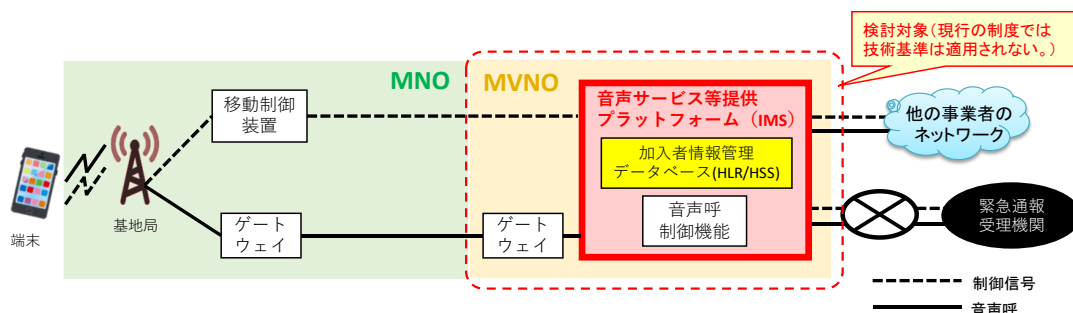 検討対象(現行の制度では
技術基準は適用されない。)
MNO
MVNO
移動制御
装置
音声サービス等提供
プラットフォーム（IMS）
他の事業者の
ネットワーク
加入者情報管理
データベース(HLR/HSS)
端末
基地局
ゲート
ウェイ
ゲート
ウェイ
音声呼
制御機能
緊急通報
受理機関
制御信号
音声呼